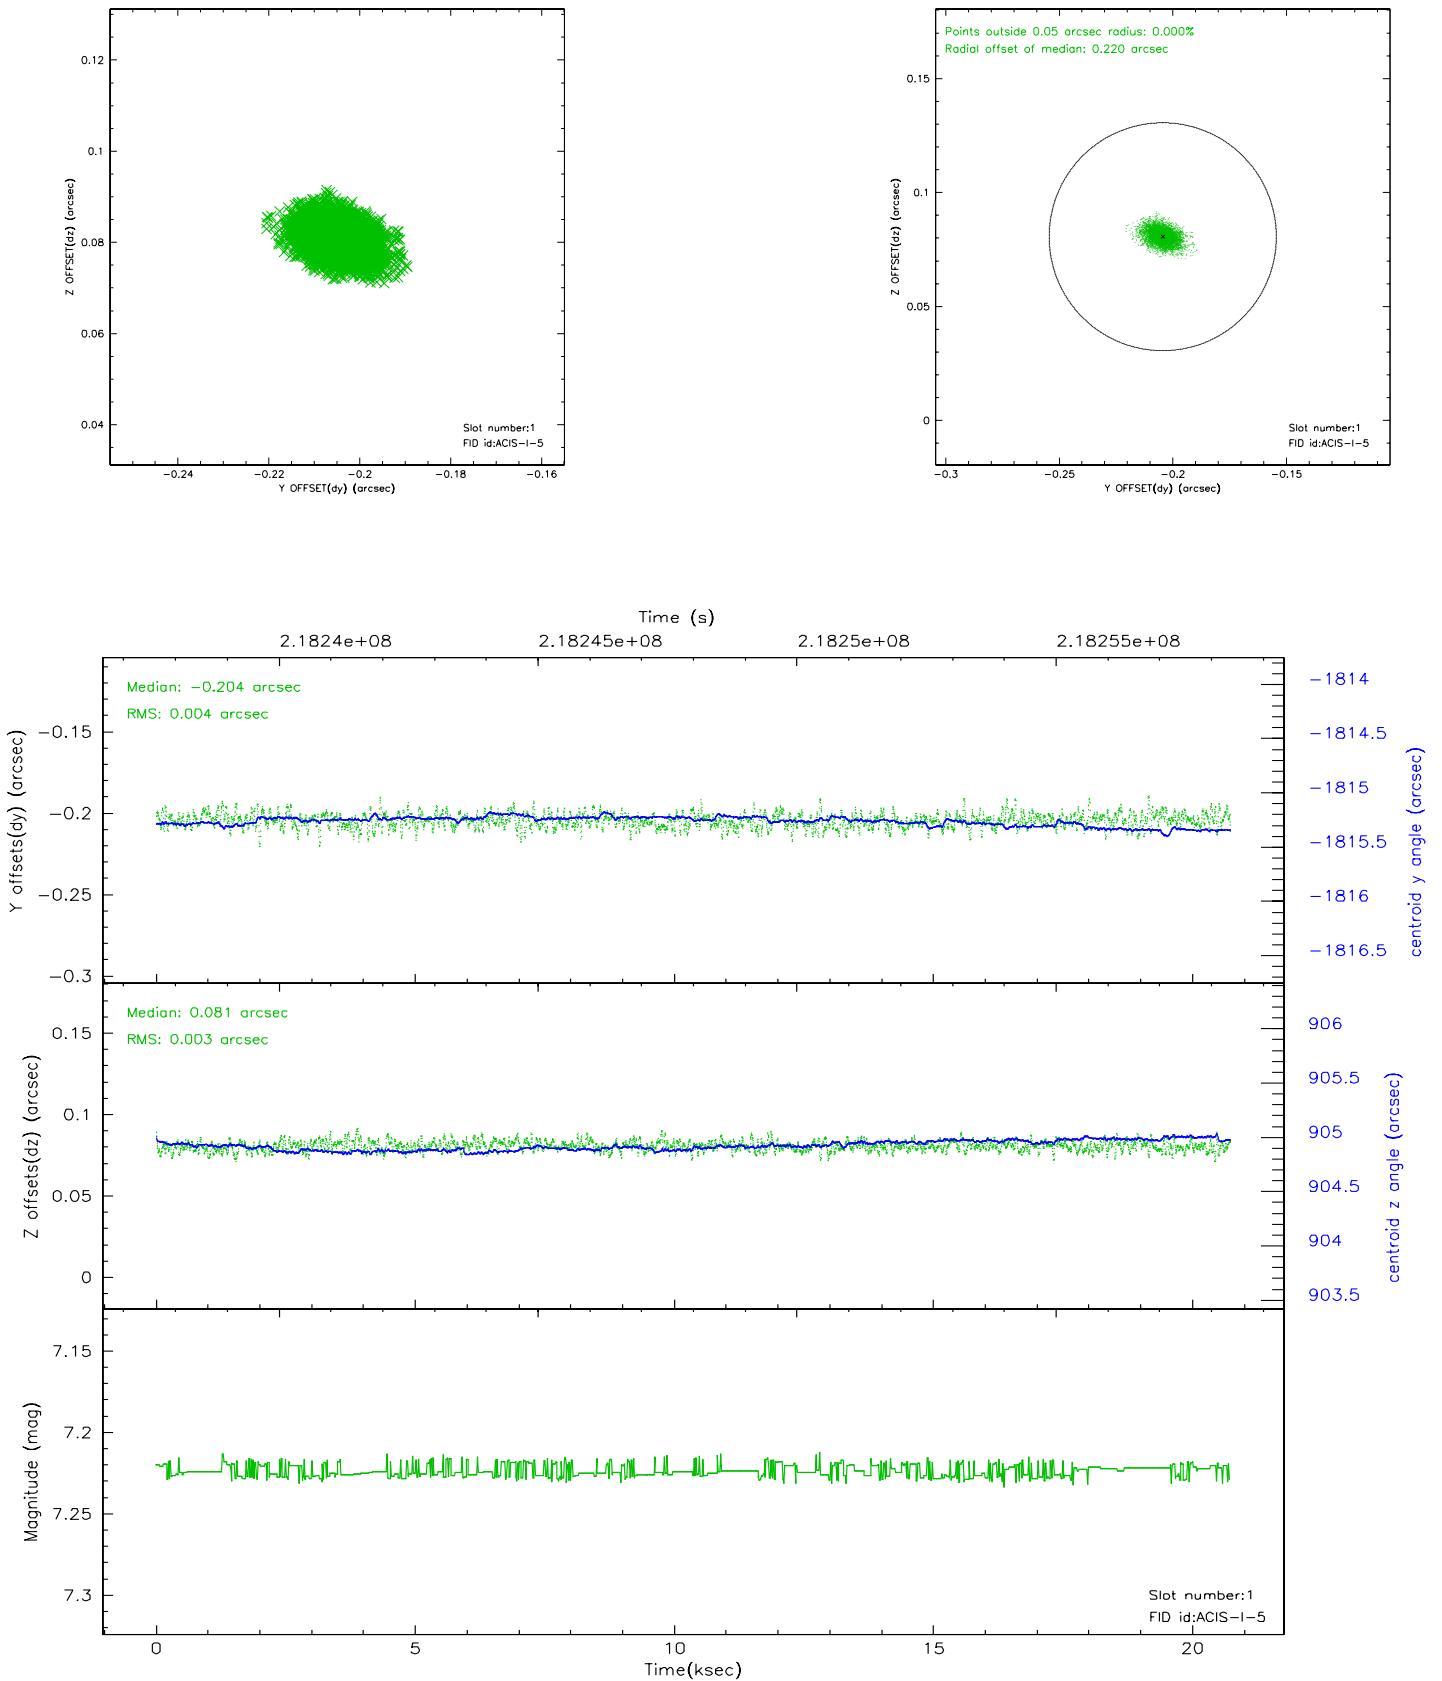 0.12
0.1
0.08
0.06
0.04
Z OFFSET(dz) (arcsec)
Slot number:1
FID id:ACIS-I-5
-0.24
-0.22
-0.2
-0.18
-0.16
Y OFFSET(dy) (arcsec)
Points outside 0.05 arcsec radius: 0.000%
Radial offset of median: 0.220 arcsec
0.15
0.1
0.05
0
Z OFFSET(dz) (arcsec)
Slot number:1
FID id:ACIS-I-5
-0.3
-0.25
-0.2
-0.15
Y OFFSET(dy) (arcsec)
Time (s)
2.1824e+08
2.18245e+08
2.1825e+08
2.18255e+08
Median: -0.204 arcsec
RMS: 0.004 arcsec
-0.15
-0.2
-0.25
-0.3
Y offsets(dy) (arcsec)
-1814
-1814.5
-1815
-1815.5
-1816
-1816.5
centroid y angle (arcsec)
Median: 0.081 arcsec
RMS: 0.003 arcsec
0.15
0.1
0.05
0
Z offsets(dz) (arcsec)
906
905.5
905
904.5
904
903.5
centroid z angle (arcsec)
7.15
7.2
7.25
7.3
Magnitude (mag)
Slot number:1
FID id:ACIS-I-5
0
5
10
15
20
Time(ksec)